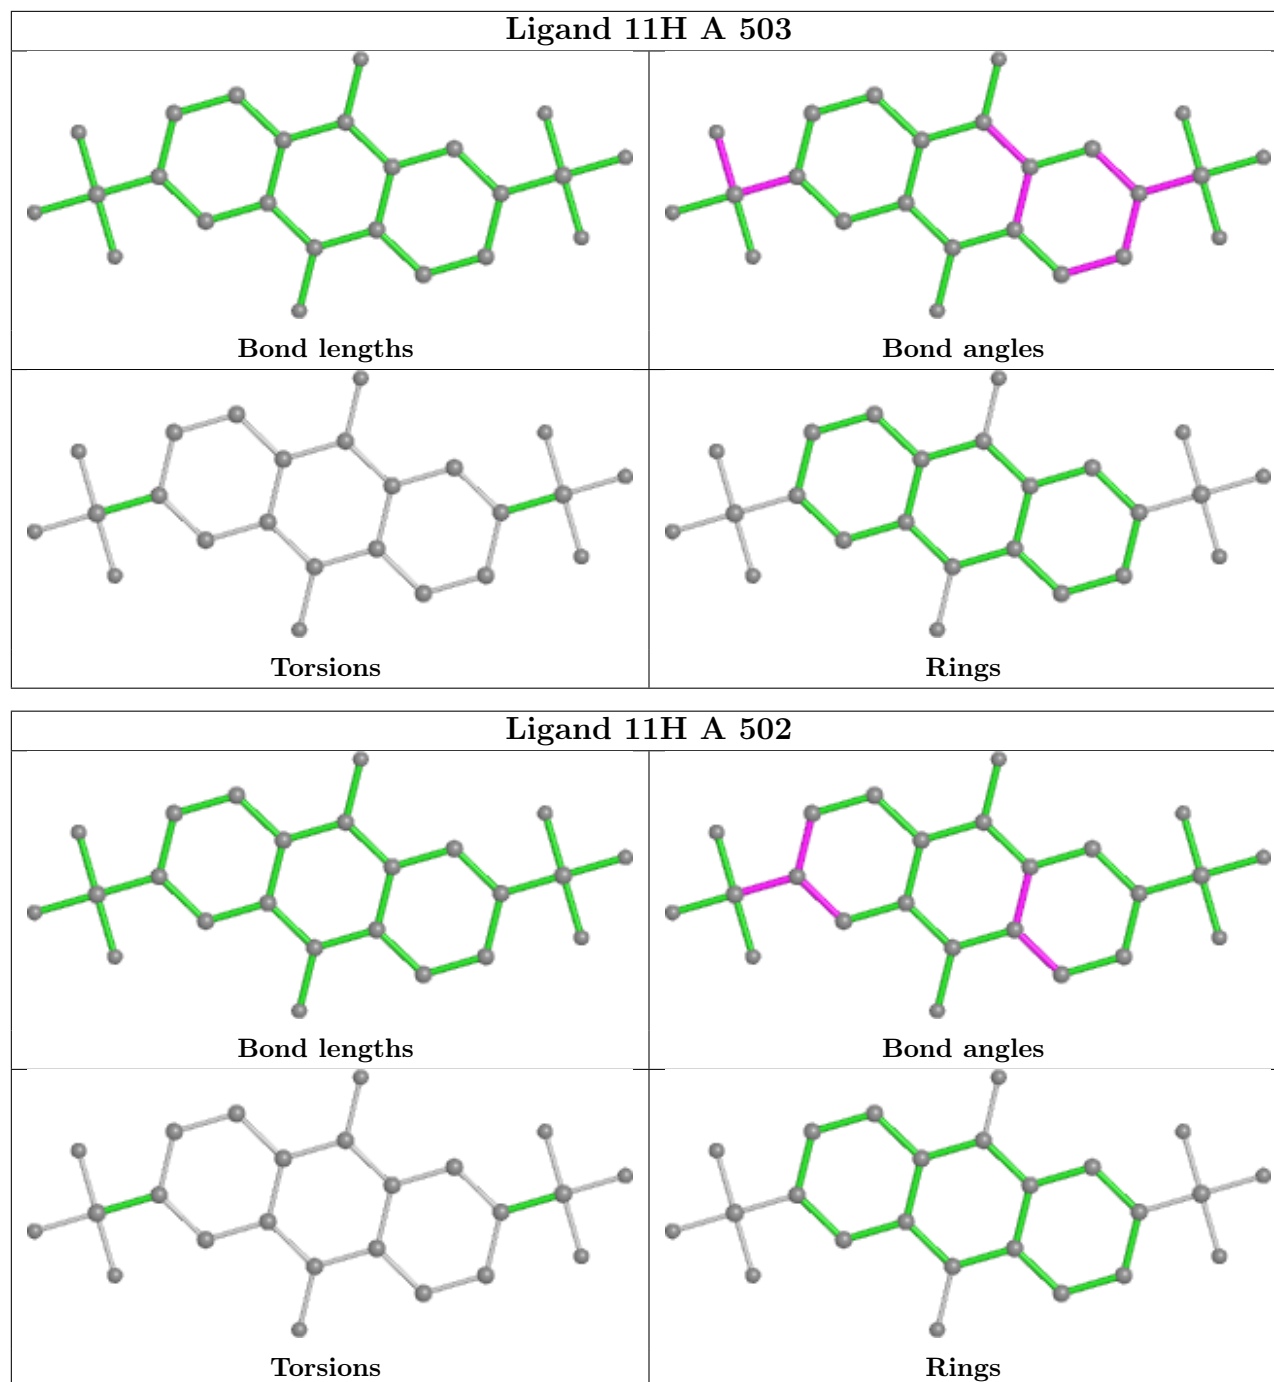 Ligand 11H A 503
Bond lengths
Bond angles
Torsions
Rings
Ligand 11H A 502
Bond lengths
Bond angles
Torsions
Rings